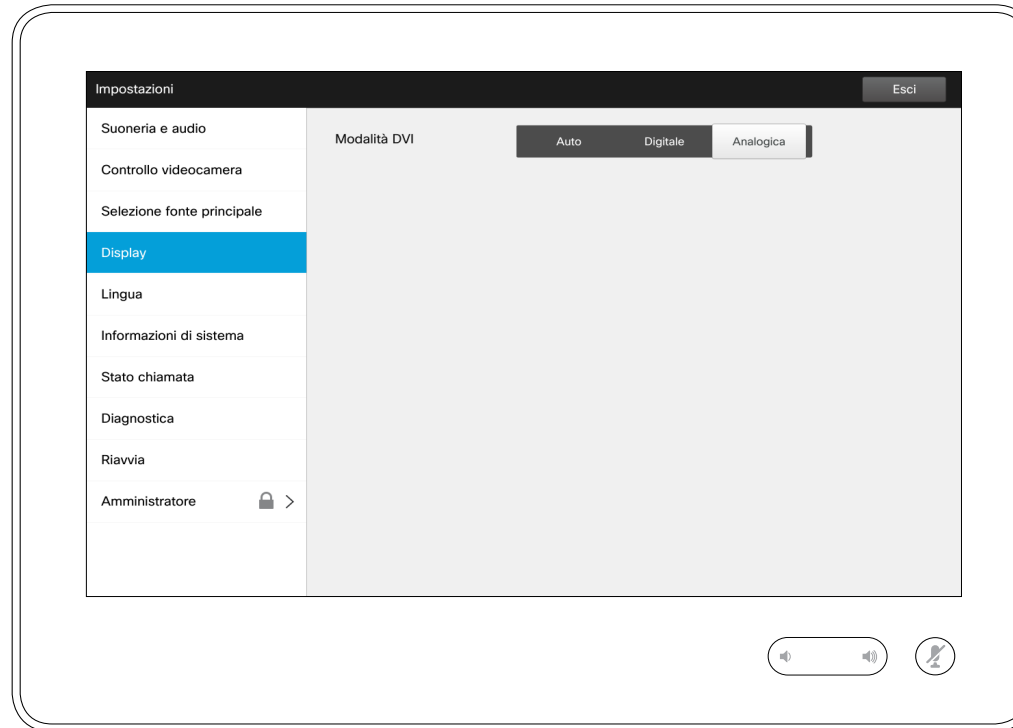 Impostazioni
Esci
Suoneria e audio
Controllo videocamera
Selezione fonte principale
Display
Lingua
Informazioni di sistema
Stato chiamata
Diagnostica
Riavvia
Amministratore
Modalità DVI
Auto
Digitale
Analogica